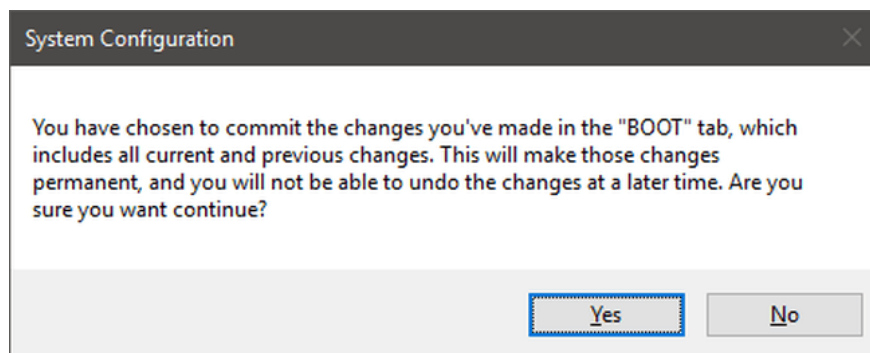 System Configuration
You have chosen to commit the changes you've made in the "BOOT" tab, which
includes all current and previous changes. This will make those changes
permanent, and you will not be able to undo the changes at a later time. Are you
sure you want continue?
Yes
No